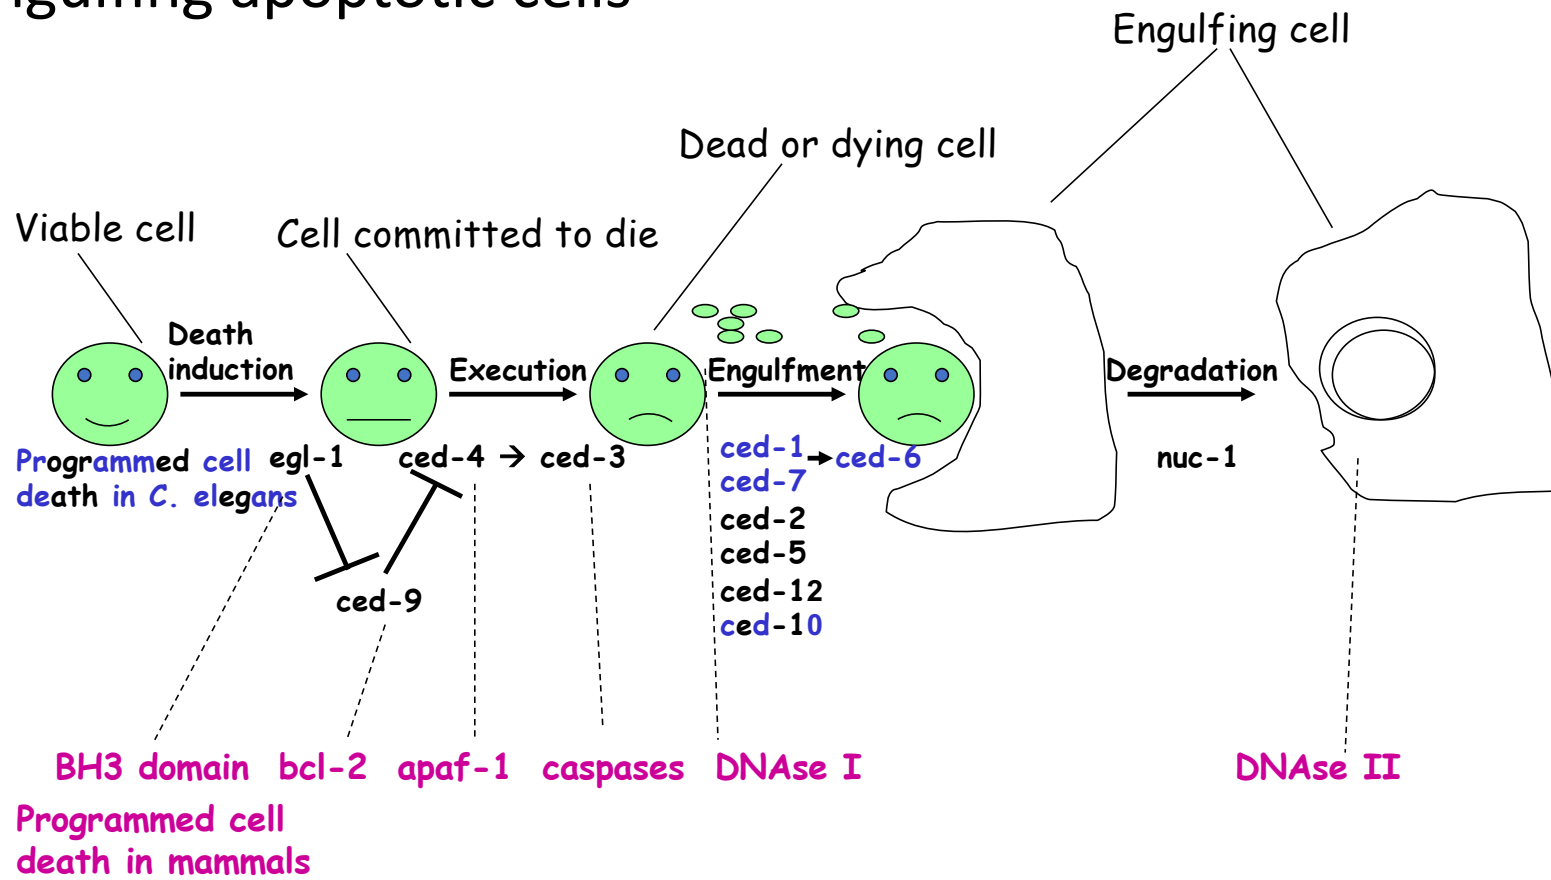 apoptotic cells
Engulfing cell
Dead or dying cell
Viable cell
Cell committed to die
Death
induction
Execution
Engulfment
Degradation
Programmed cell
death in C. elegans
egl-1
ced-4 → ced-3
ced-9
ced-1
ced-6
ced-7
ced-2
ced-5
ced-12
ced-10
nuc-1
BH3 domain
bcl-2
apaf-1
caspases
DNAse I
DNAse II
Programmed cell
death in mammals